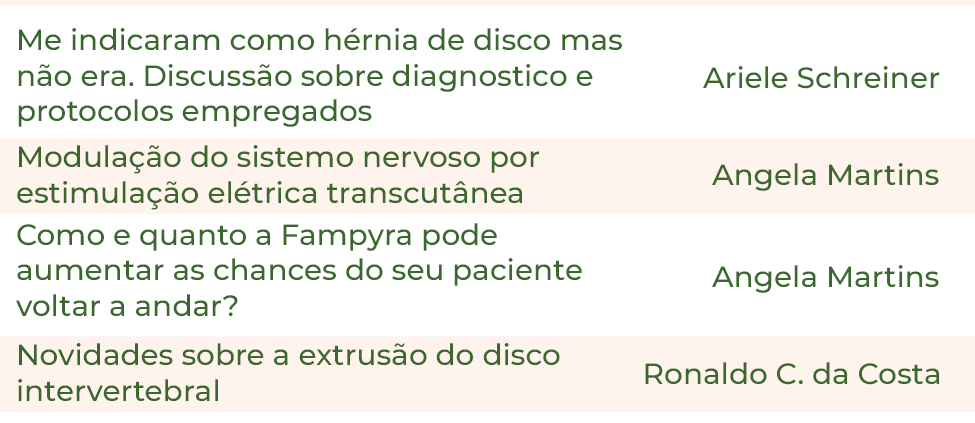 Me indicaram como hérnia de disco mas
não era. Discussão sobre diagnostico e
protocolos empregados
Ariele Schreiner
Modulação do sistemo nervoso por
estimulação elétrica transcutânea
Angela Martins
Como e quanto a Fampyra pode
aumentar as chances do seu paciente
voltar a andar?
Angela Martins
Novidades sobre a extrusão do disco
intervertebral
Ronaldo C. da Costa